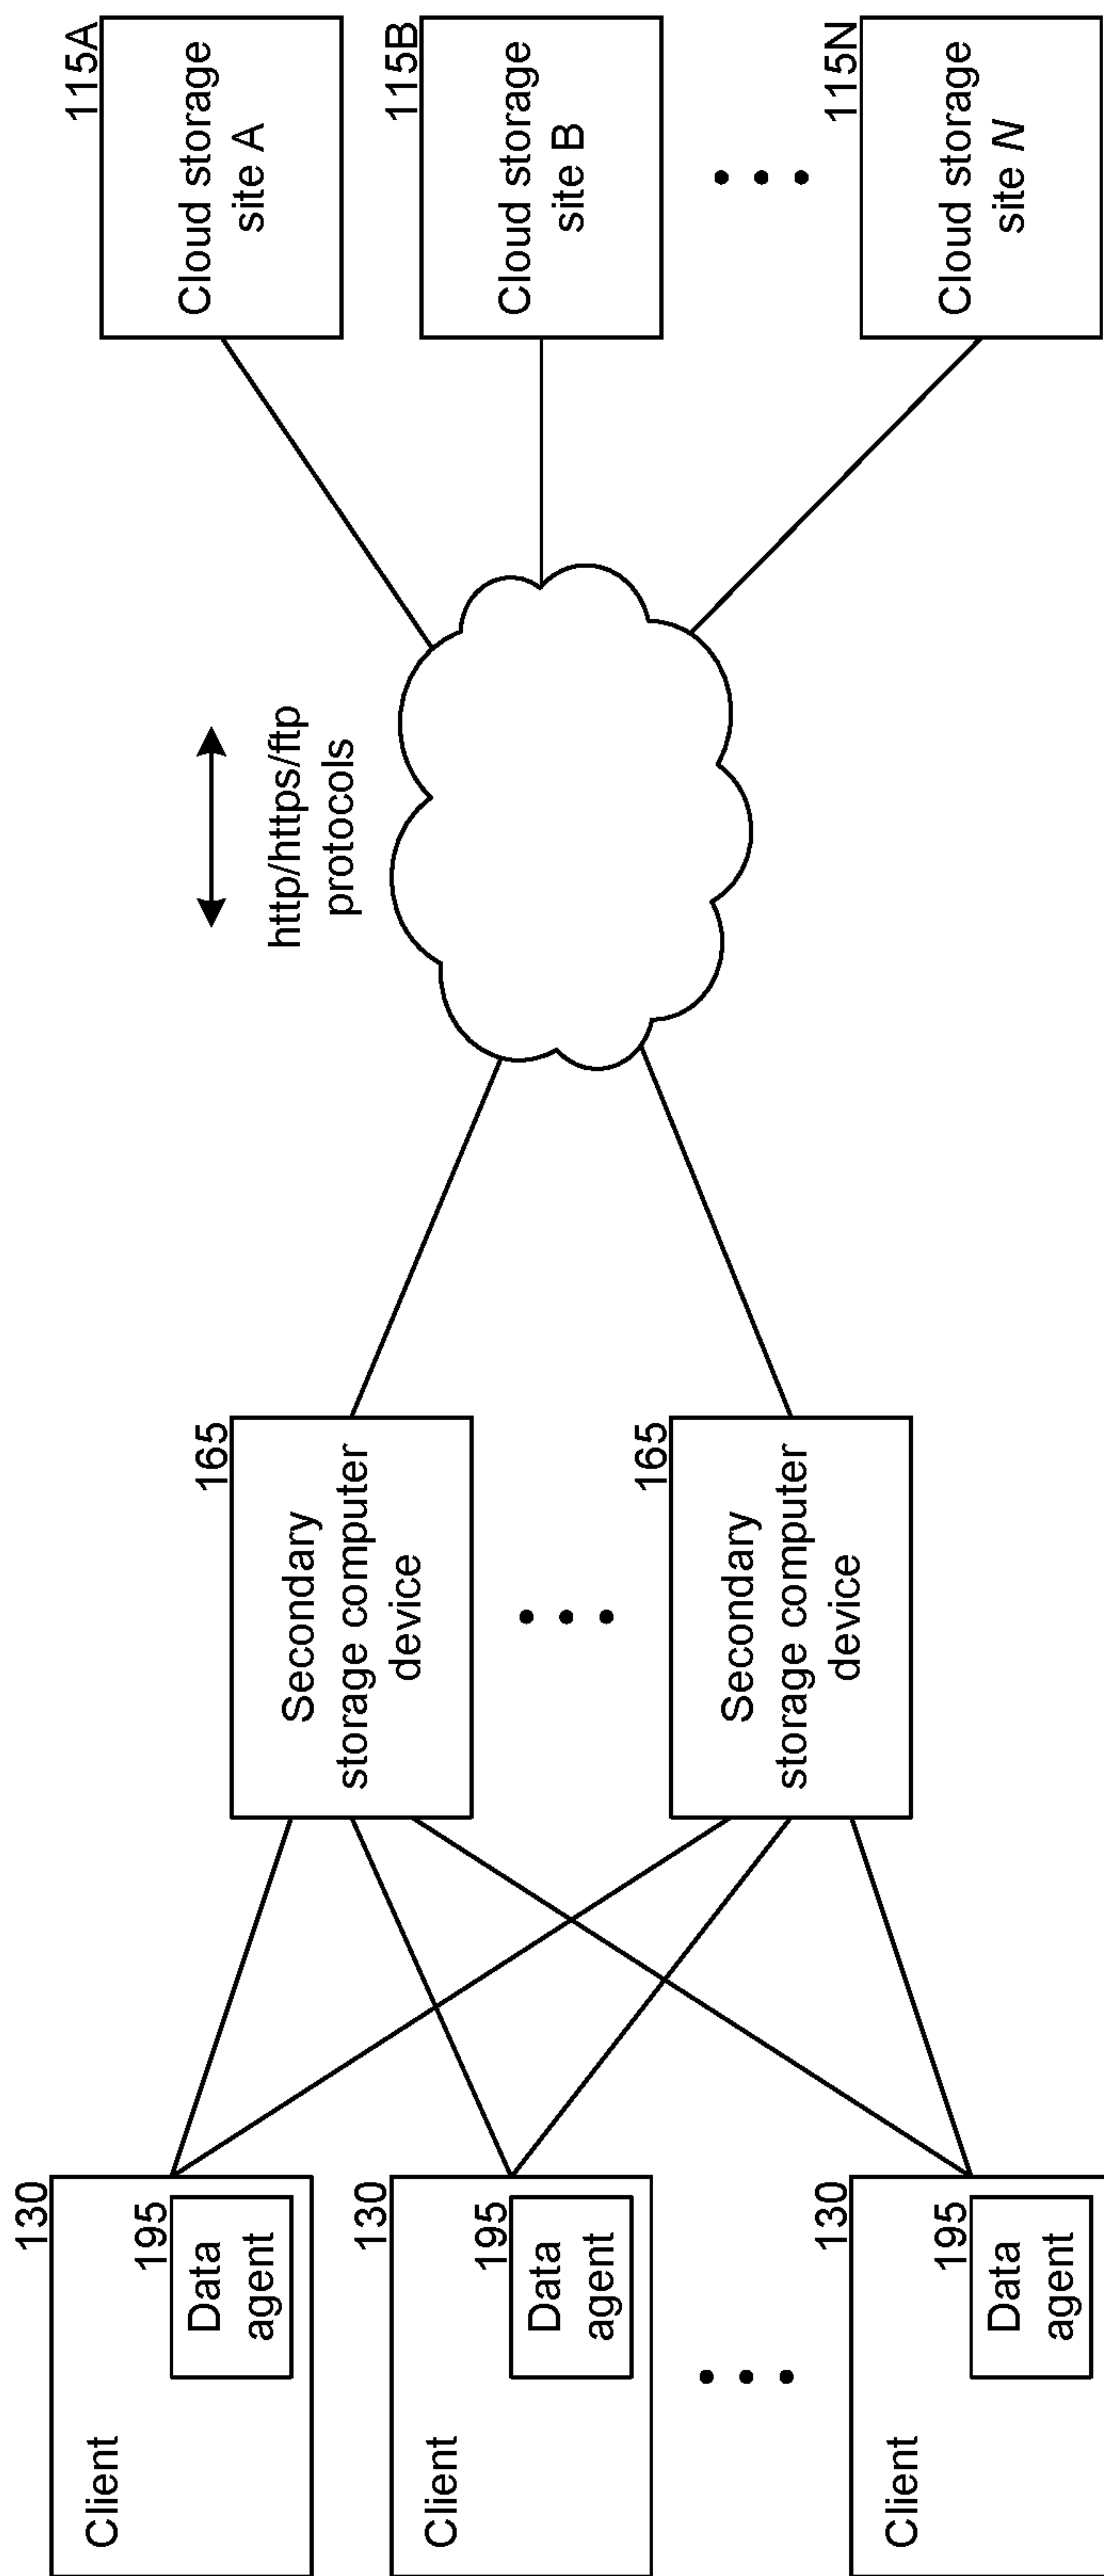 130
Client
195
Data
agent
130
Client
195
Data
agent
130
Client
195
Data
agent
165
Secondary
storage computer
device
165
Secondary
storage computer
device
http/https/ftp
protocols
115A
Cloud storage
site A
115B
Cloud storage
site B
115N
Cloud storage
site N